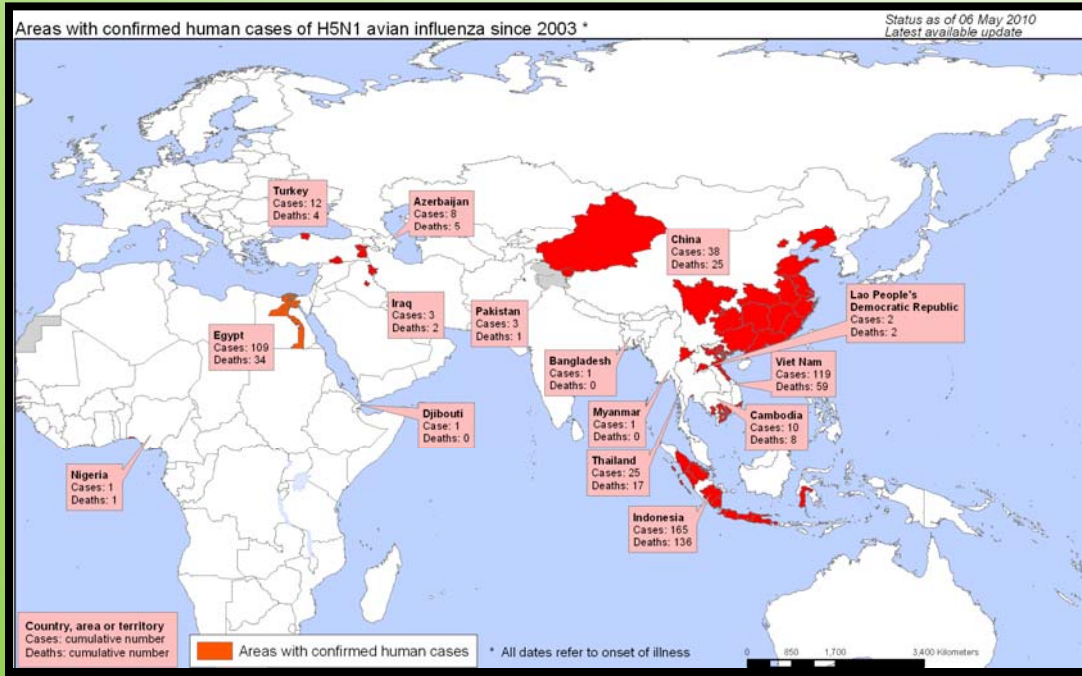 Areas with confirmed human cases of H5N1 avian influenza since 2003 *
Status as of 06 May 2010
Latest available update
Turkey
Cases: 12
Deaths: 4
Azerbaijan
Cases: 8
Deaths: 5
China
Cases: 38
Deaths: 25
Lao People's
Democratic Republic
Cases: 2
Deaths: 2
Iraq
Cases: 3
Deaths: 2
Pakistan
Cases: 3
Deaths: 1
Egypt
Cases: 109
Deaths: 34
Bangladesh
Cases: 1
Deaths: 0
Viet Nam
Cases: 119
Deaths: 59
Djibouti
Case: 1
Deaths: 0
Myanmar
Cases: 1
Deaths: 0
Cambodia
Cases: 10
Deaths: 8
Nigeria
Cases: 1
Deaths: 1
Thailand
Cases: 25
Deaths: 17
Indonesia
Cases: 165
Deaths: 136
Country, area or territory
Cases: cumulative number
Deaths: cumulative number
Areas with confirmed human cases
* All dates refer to onset of illness
0 850 1,700 3,400 Kilometers